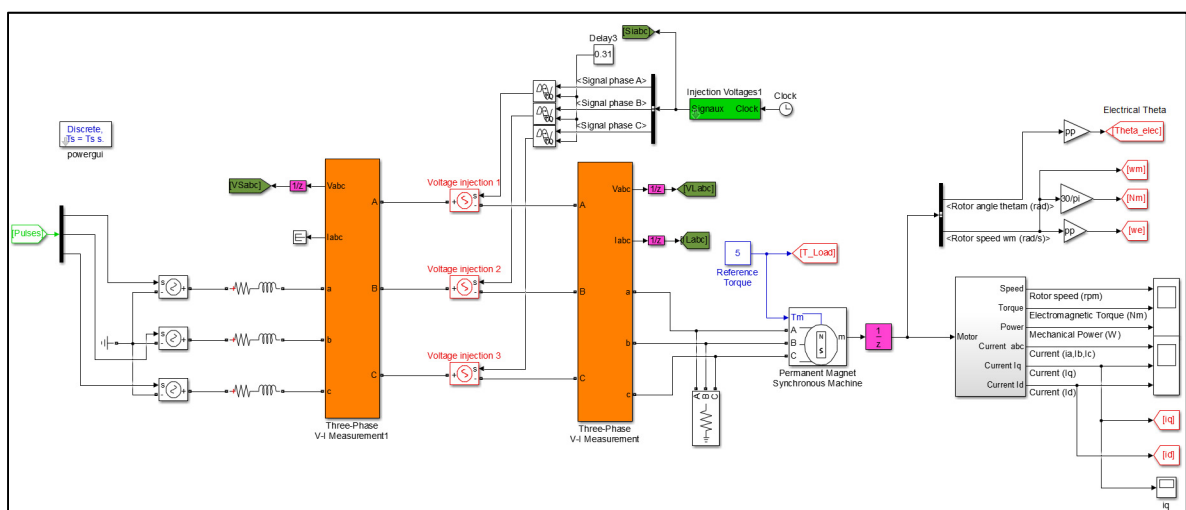 Delay3
0.31
[Siabc]
<Signal phase A>
<Signal phase B>
<Signal phase C>
Injection Voltages1
Signaux
Clock
Clock
Discrete,
Ts = Ts s.
powergui
[VSabc]
1/z
Vabc
Iabc
A
B
C
a
b
c
Three-Phase
V-I Measurement1
[Pulses]
s
s
s
Voltage injection 1
s
Voltage injection 2
s
Voltage injection 3
s
A
B
C
Vabc
Iabc
a
b
c
Three-Phase
V-I Measurement
1/z
[VLabc]
1/z
5
Reference
Torque
[T_Load]
Tm
A
B
C
N
S
m
Permanent Magnet
Synchronous Machine
A B C
1
z
Electrical Theta
pp
[Theta_elec]
[wm]
<Rotor angle thetam (rad)>
30/pi
[Nm]
<Rotor speed wm (rad/s)>
pp
[we]
Motor
Speed
Torque
Power
Current abc
Current Iq
Current Id
Rotor speed (rpm)
Electromagnetic Torque (Nm)
Mechanical Power (W)
Current (ia,Ib,Ic)
Current (Iq)
Current (Id)
[iq]
[id]
iq